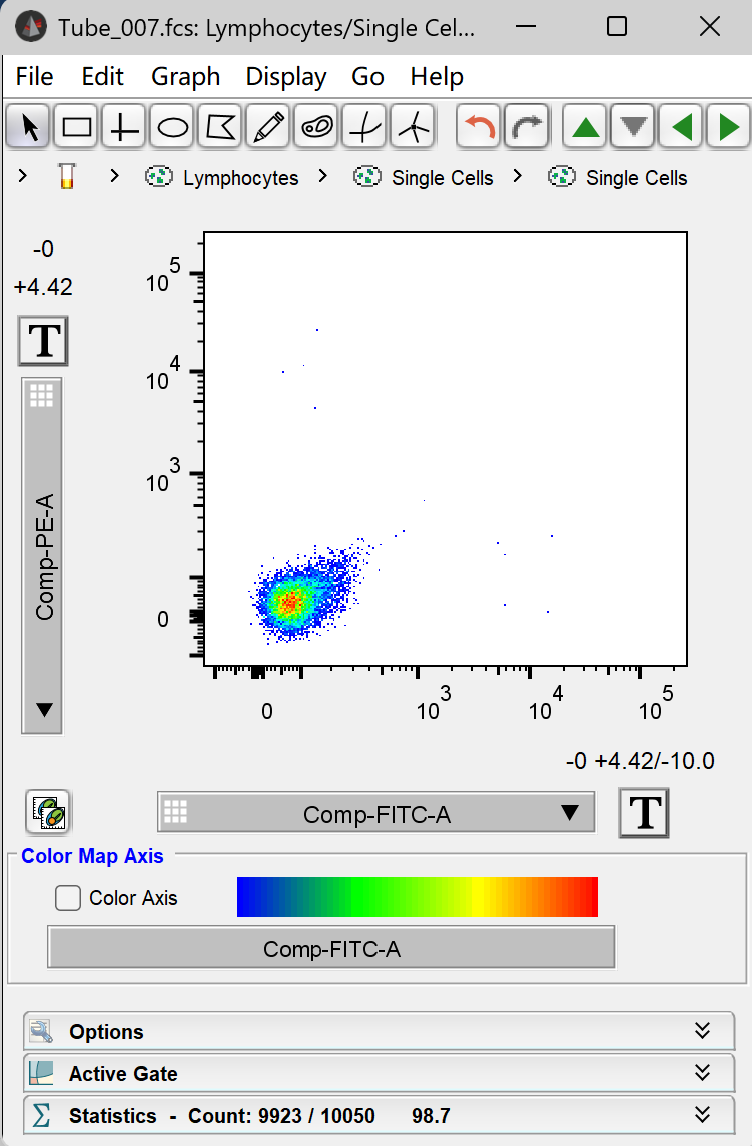 Tube_007.fcs: Lymphocytes/Single Cel...
File Edit Graph Display Go Help
> > Lymphocytes > Single Cells > Single Cells
-0
+4.42
T
Comp-PE-A
10^5
10^4
10^3
0
0 10^3 10^4 10^5
-0 +4.42/-10.0
Comp-FITC-A T
Color Map Axis
Color Axis
Comp-FITC-A
Options
Active Gate
Σ Statistics - Count: 9923 / 10050 98.7